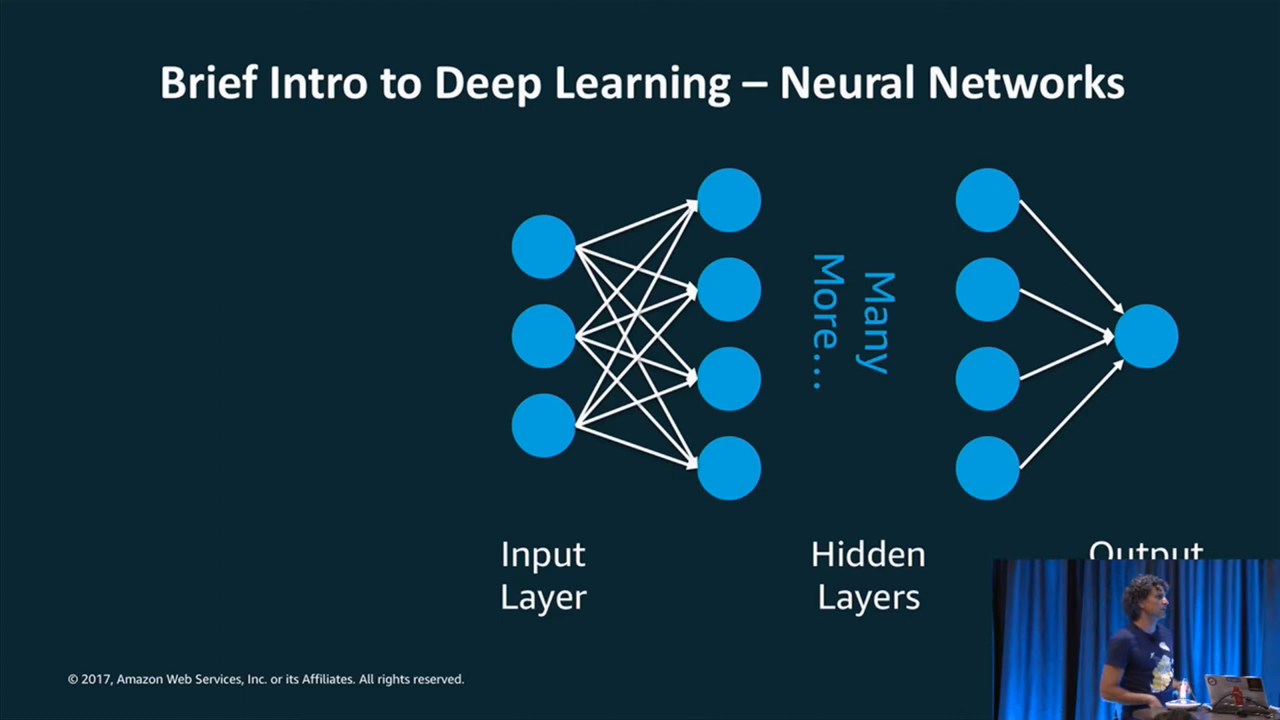 Brief Intro to Deep Learning – Neural Networks
Many
More...
Input
Layer
Hidden
Layers
Output
© 2017, Amazon Web Services, Inc. or its Affiliates. All rights reserved.